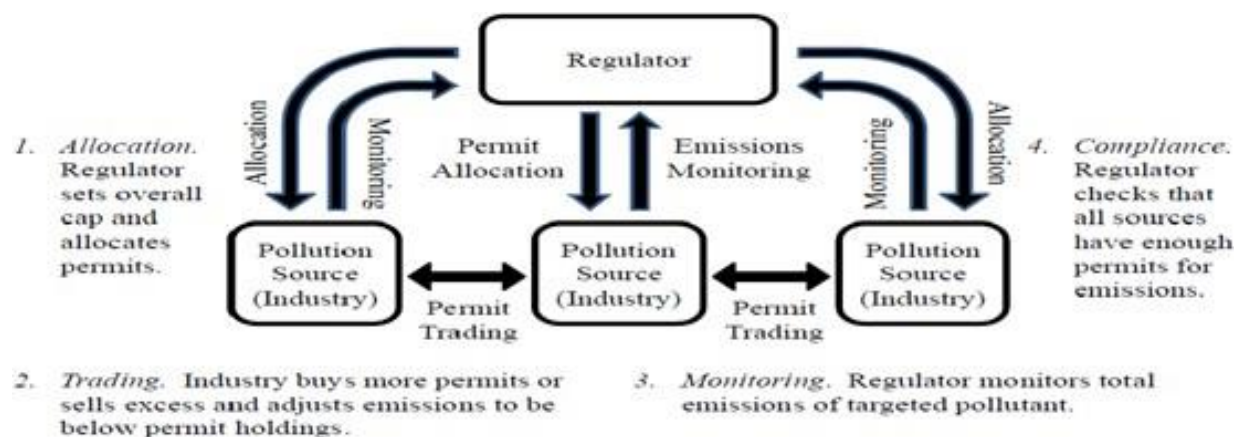 Regulator
Allocation
Monitoring
Permit
Allocation
Emissions
Monitoring
Monitoring
Allocation
1. Allocation.
Regulator
sets overall
cap and
allocates
permits.
4. Compliance.
Regulator
checks that
all sources
have enough
permits for
emissions.
Pollution
Source
(Industry)
Permit
Trading
Pollution
Source
(Industry)
Permit
Trading
Pollution
Source
(Industry)
2. Trading. Industry buys more permits or
sells excess and adjusts emissions to be
below permit holdings.
3. Monitoring. Regulator monitors total
emissions of targeted pollutant.